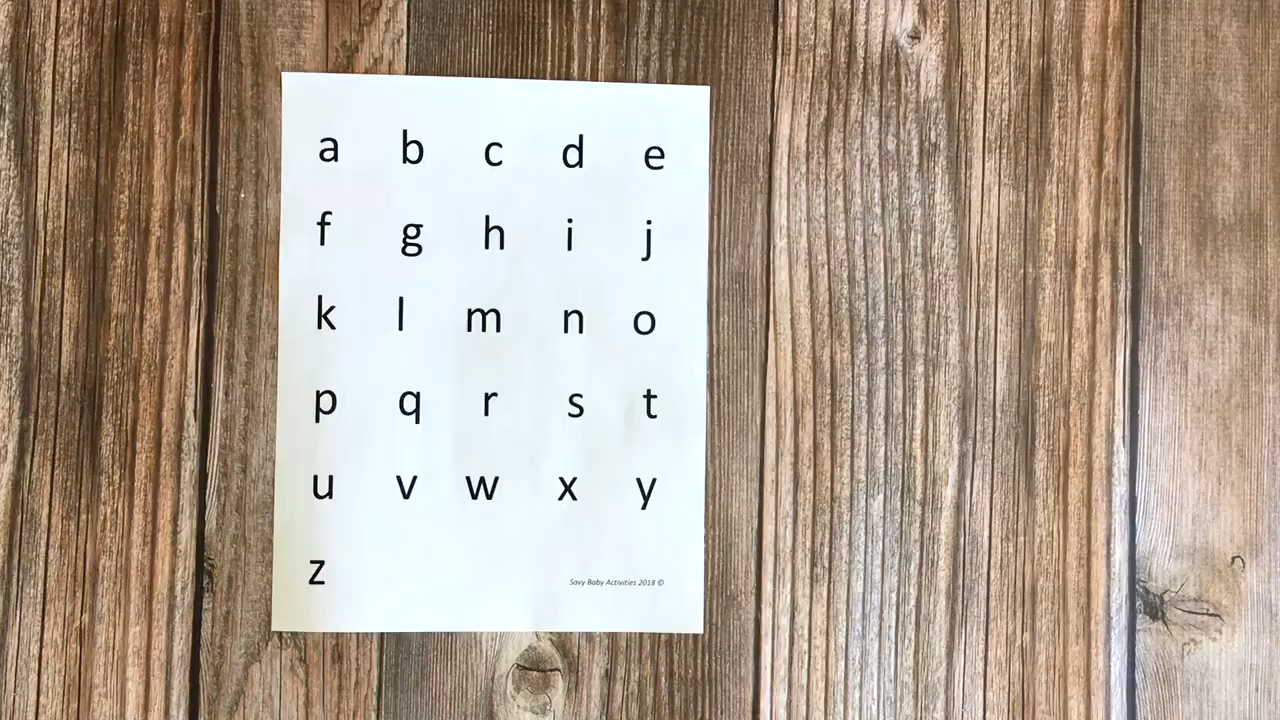 a b c d e
f g h i j
k l m n o
p q r s t
u v w x y
z
Savy Baby Activities 2018 ©